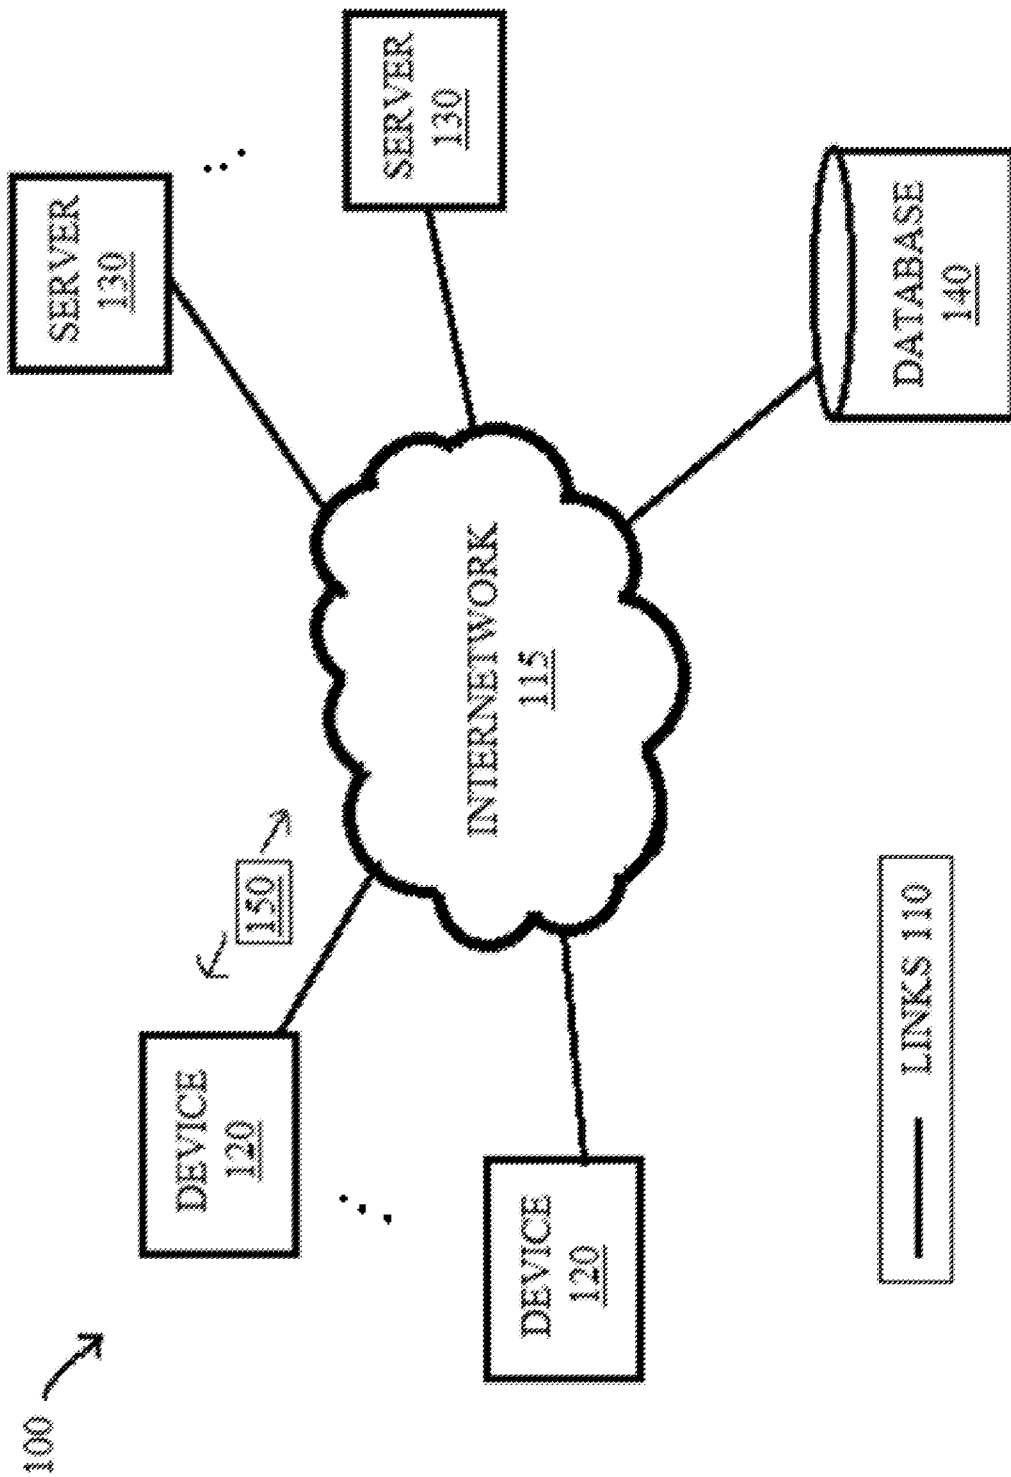 100
DEVICE
120
DEVICE
120
150
INTERNETWORK
115
SERVER
130
SERVER
130
DATABASE
140
LINKS 110